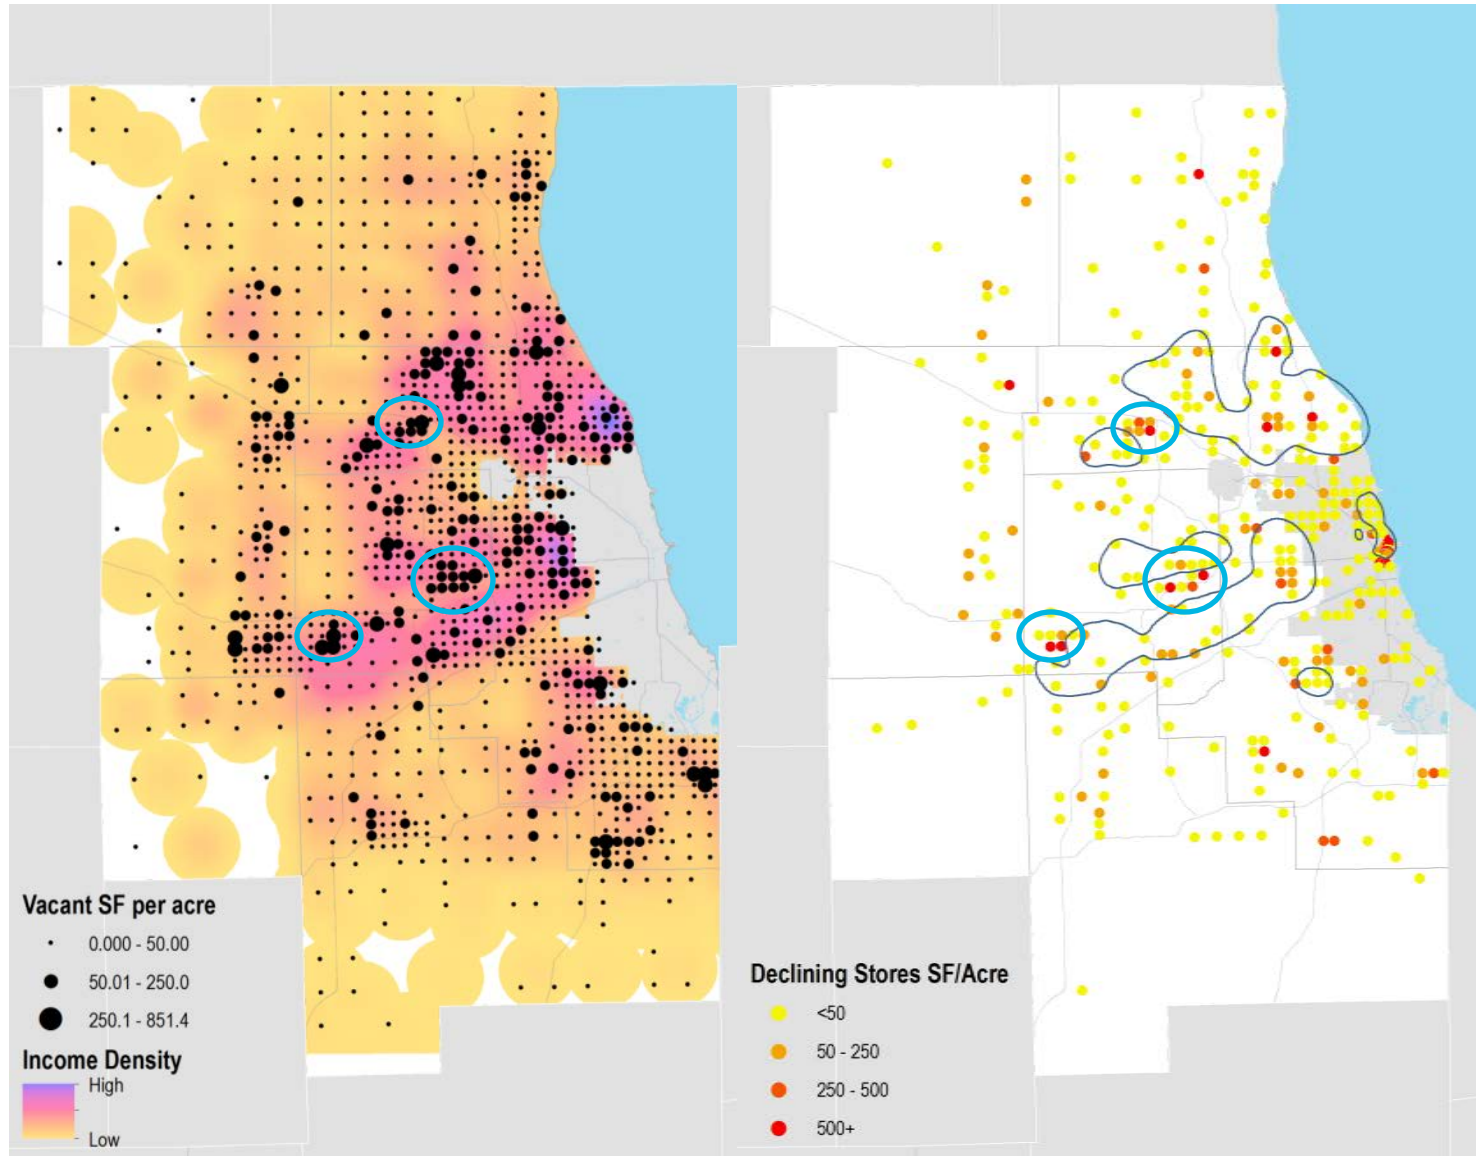 Vacant SF per acre
0.000 - 50.00
50.01 - 250.0
250.1 - 851.4
Income Density
High
Low
Declining Stores SF/Acre
<50
50 - 250
250 - 500
500+